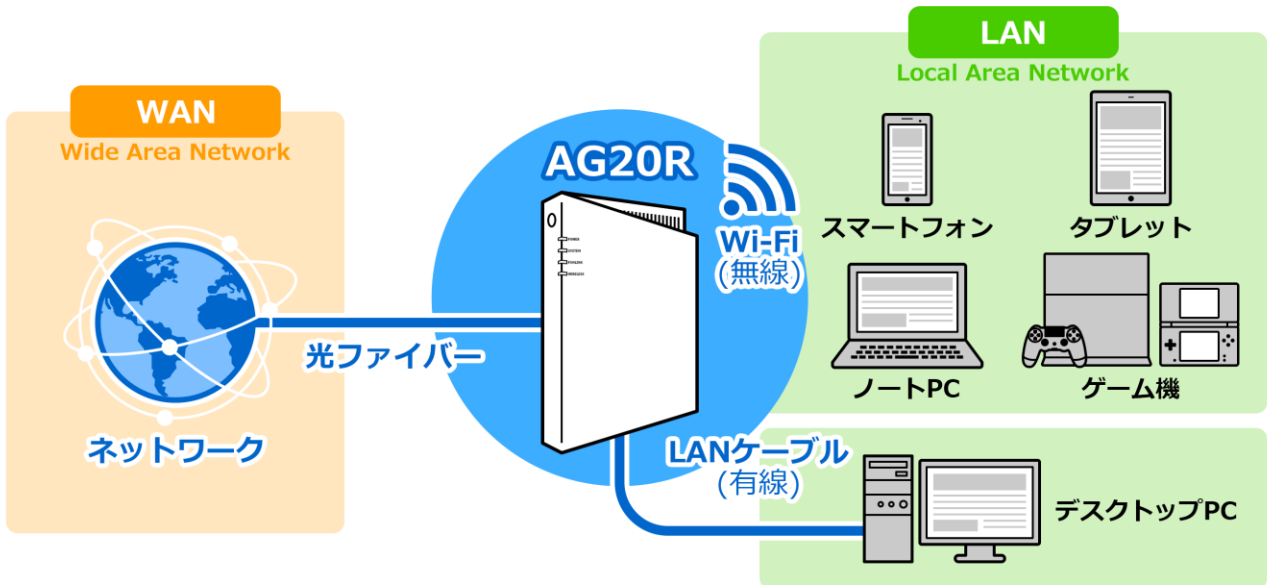 WAN
Wide Area Network
ネットワーク
光ファイバー
AG20R
POWER
SYSTEM
Wi-Fi
(無線)
LANケーブル
(有線)
LAN
Local Area Network
スマートフォン
タブレット
ノートPC
ゲーム機
デスクトップPC